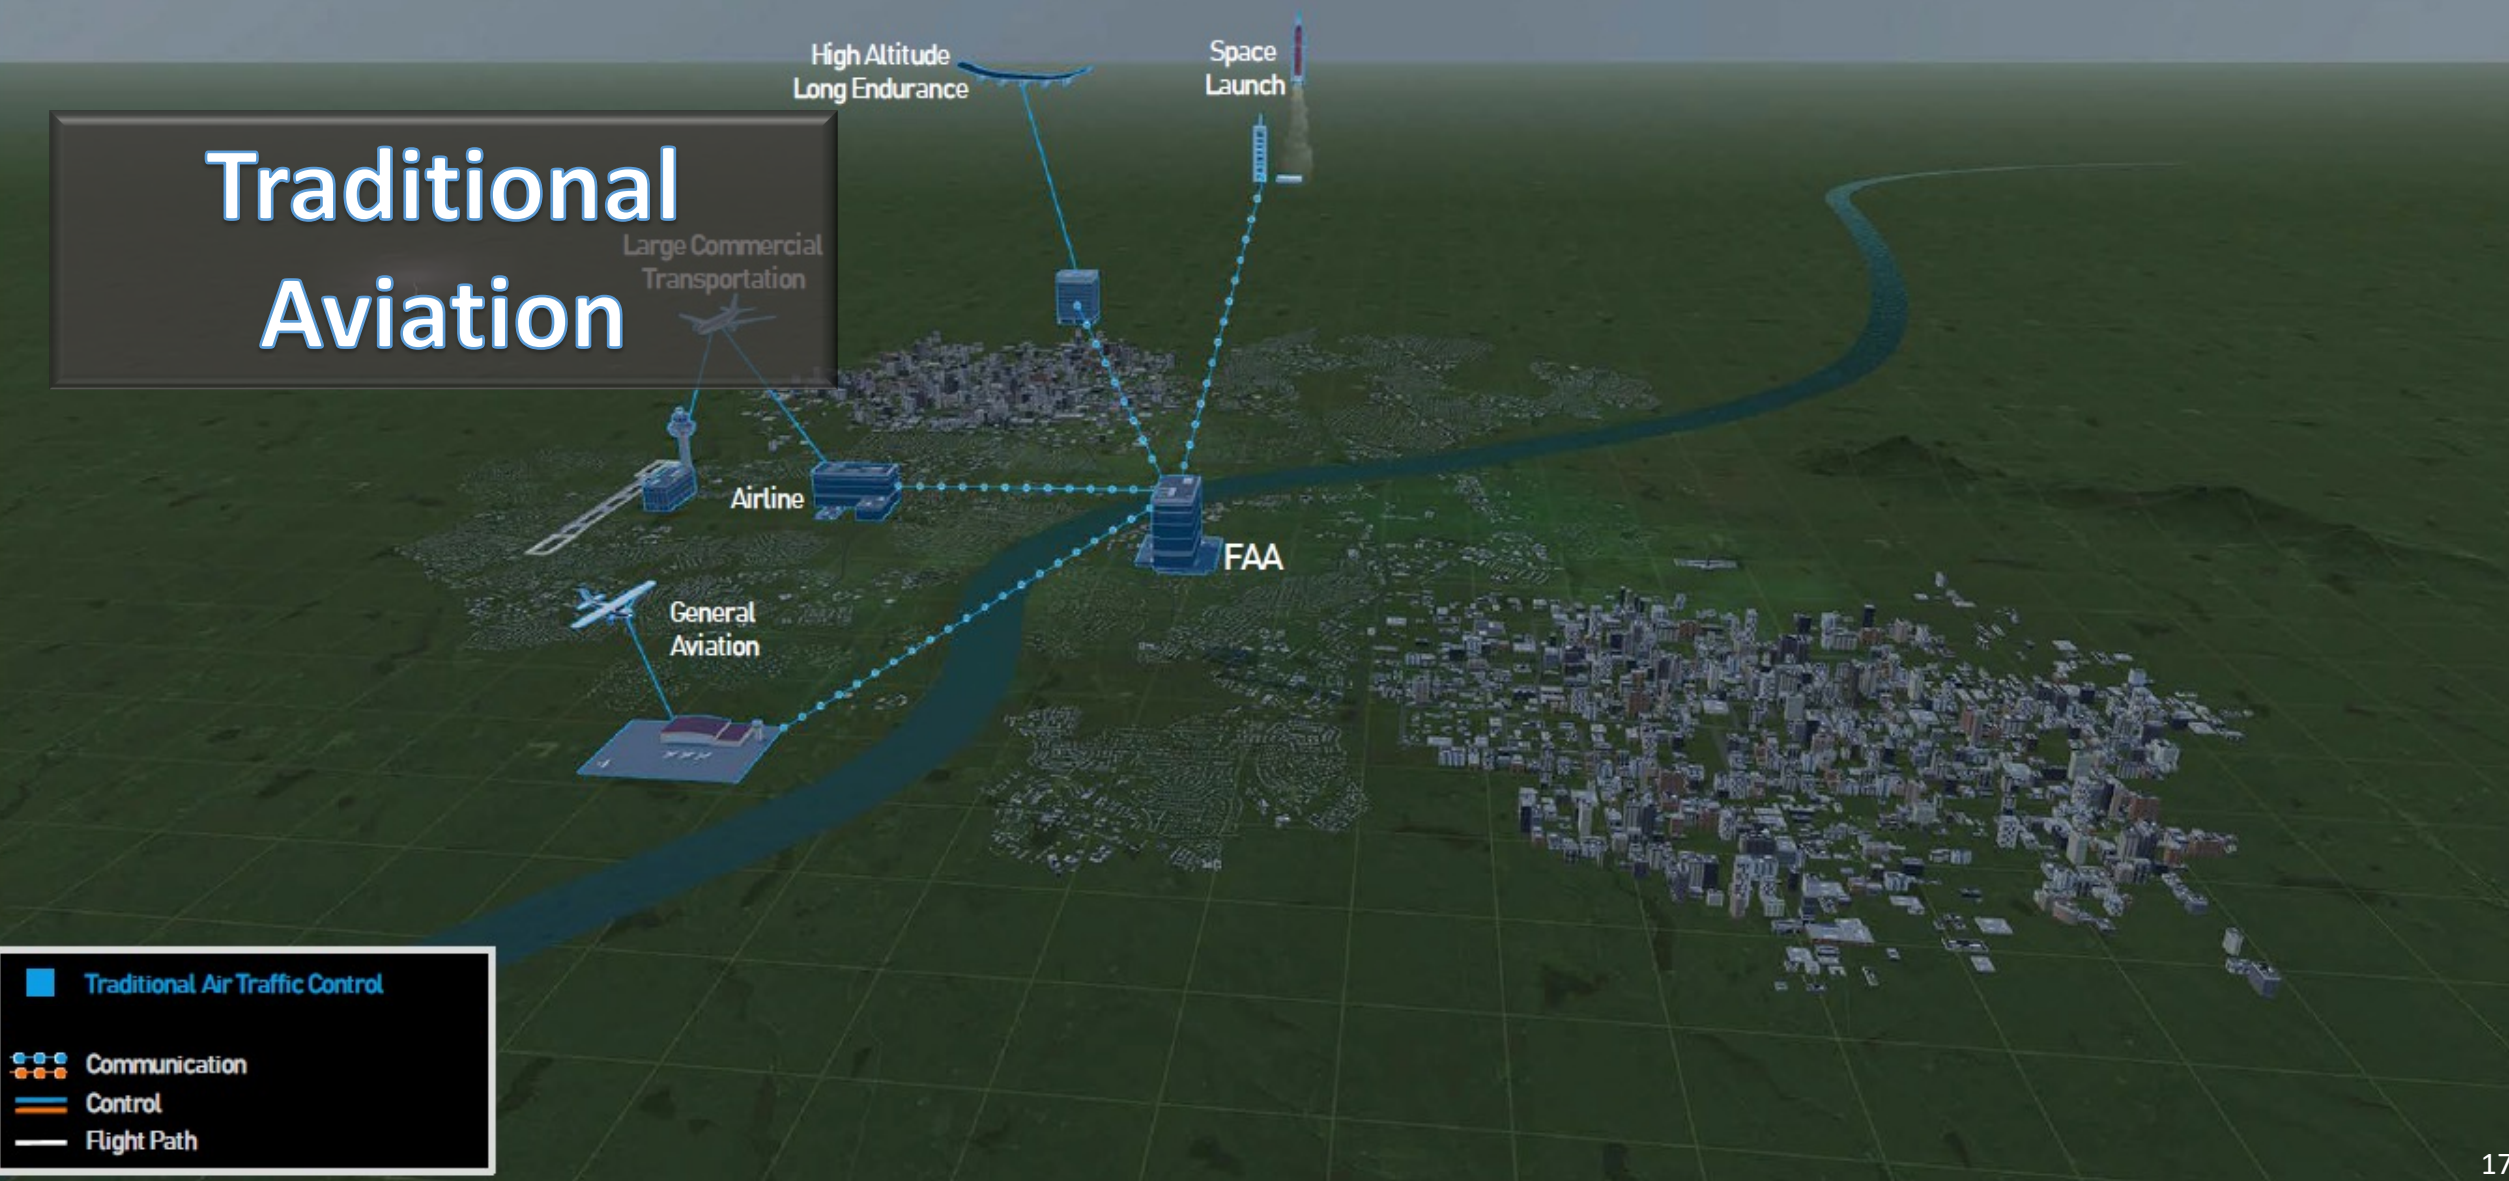 High Altitude
Long Endurance
Space
Launch
Traditional
Aviation
Large Commercial
Transportation
Airline
FAA
General
Aviation
Traditional Air Traffic Control
Communication
Control
Flight Path
17